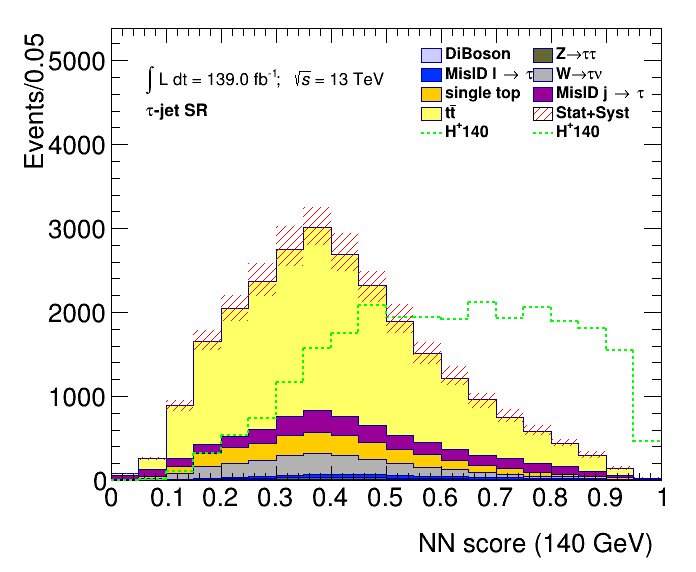 5000
4000
3000
2000
1000
0
Events/0.05
∫ L dt = 139.0 fb⁻¹; √s = 13 TeV
τ-jet SR
DiBoson Z→ττ
MisID l → τ W→τν
single top MisID j → τ
tt̄ Stat+Syst
H⁺140 H⁺140
0 0.1 0.2 0.3 0.4 0.5 0.6 0.7 0.8 0.9 1
NN score (140 GeV)